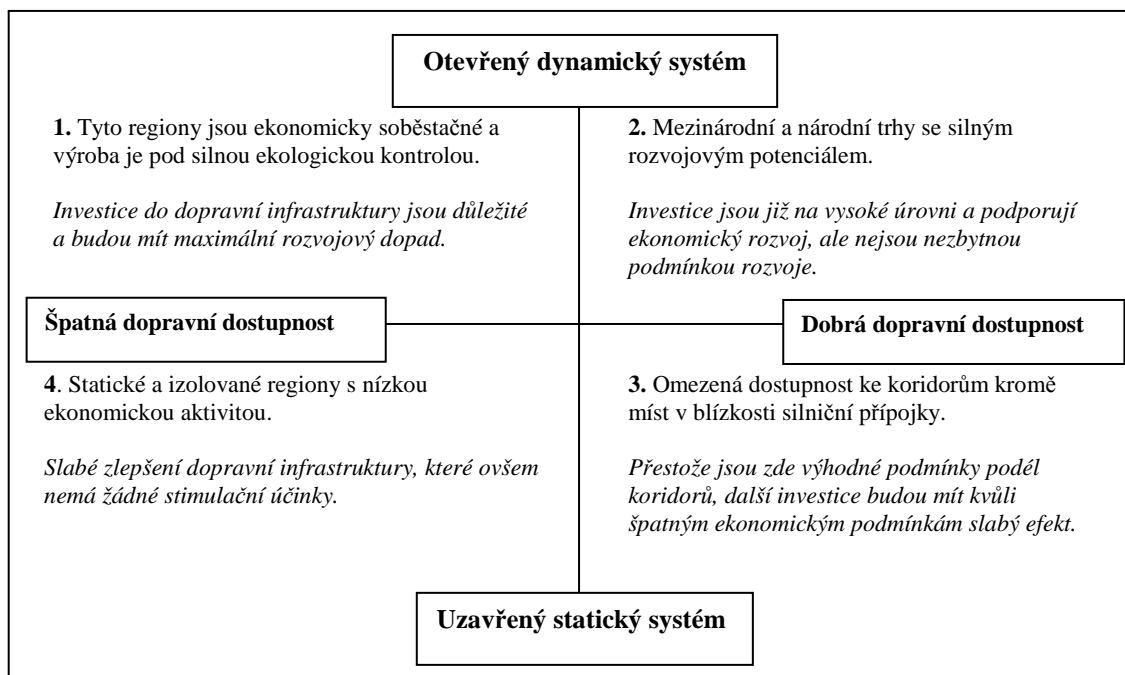 Otevřený dynamický systém
1. Tyto regiony jsou ekonomicky soběstačné a
výroba je pod silnou ekologickou kontrolou.
Investice do dopravní infrastruktury jsou důležité
a budou mít maximální rozvojový dopad.
2. Mezinárodní a národní trhy se silným
rozvojovým potenciálem.
Investice jsou již na vysoké úrovni a podporují
ekonomický rozvoj, ale nejsou nezbytnou
podmínkou rozvoje.
Špatná dopravní dostupnost
Dobrá dopravní dostupnost
4. Statické a izolované regiony s nízkou
ekonomickou aktivitou.
Slabé zlepšení dopravní infrastruktury, které ovšem
nemá žádné stimulační účinky.
3. Omezená dostupnost ke koridorům kromě
míst v blízkosti silniční přípojky.
Přestože jsou zde výhodné podmínky podél
koridorů, další investice budou mít kvůli
špatným ekonomickým podmínkám slabý efekt.
Uzavřený statický systém